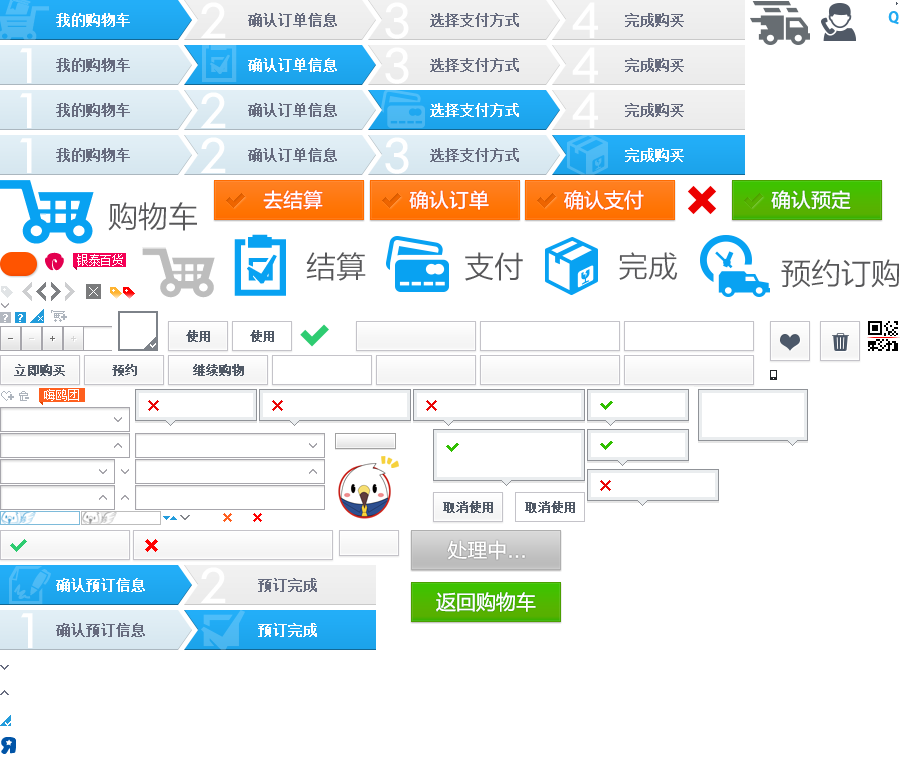 我的购物车 2 确认订单信息 3 选择支付方式 4 完成购买
1 我的购物车 确认订单信息 3 选择支付方式 4 完成购买
1 我的购物车 2 确认订单信息 选择支付方式 4 完成购买
1 我的购物车 2 确认订单信息 3 选择支付方式 完成购买
Q
购物车 去结算 确认订单 确认支付 确认预定
银泰百货 结算 支付 完成 预约订购
使用 使用
立即购买 预约 继续购物
嗨鸥团
取消使用 取消使用
处理中...
确认预订信息 2 预订完成
返回购物车
1 确认预订信息 预订完成